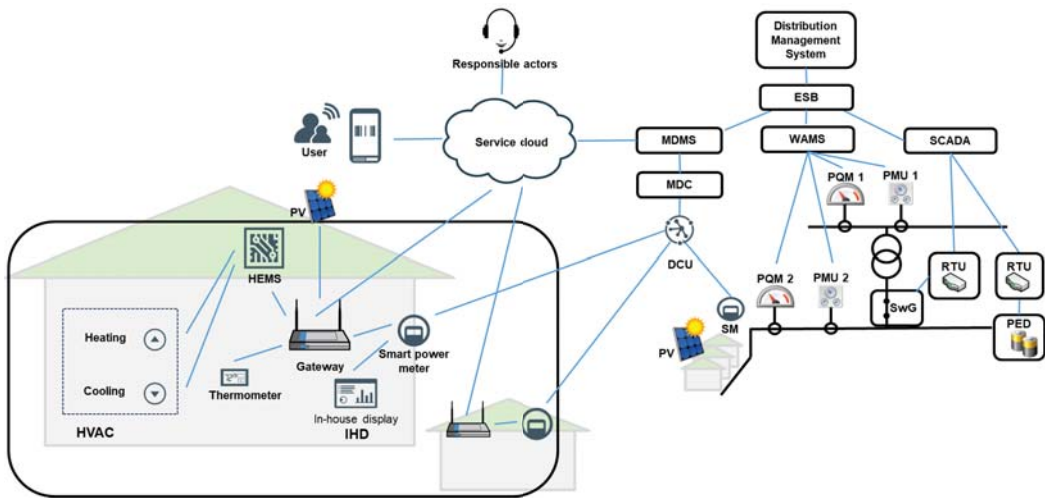 Responsible actors
Distribution
Management
System
ESB
User
Service cloud
MDMS
WAMS
SCADA
MDC
PQM 1
PMU 1
PV
HEMS
DCU
RTU
RTU
PQM 2
PMU 2
SwG
SM
PV
PED
Heating
Cooling
HVAC
Thermometer
Gateway
Smart power
meter
In-house display
IHD